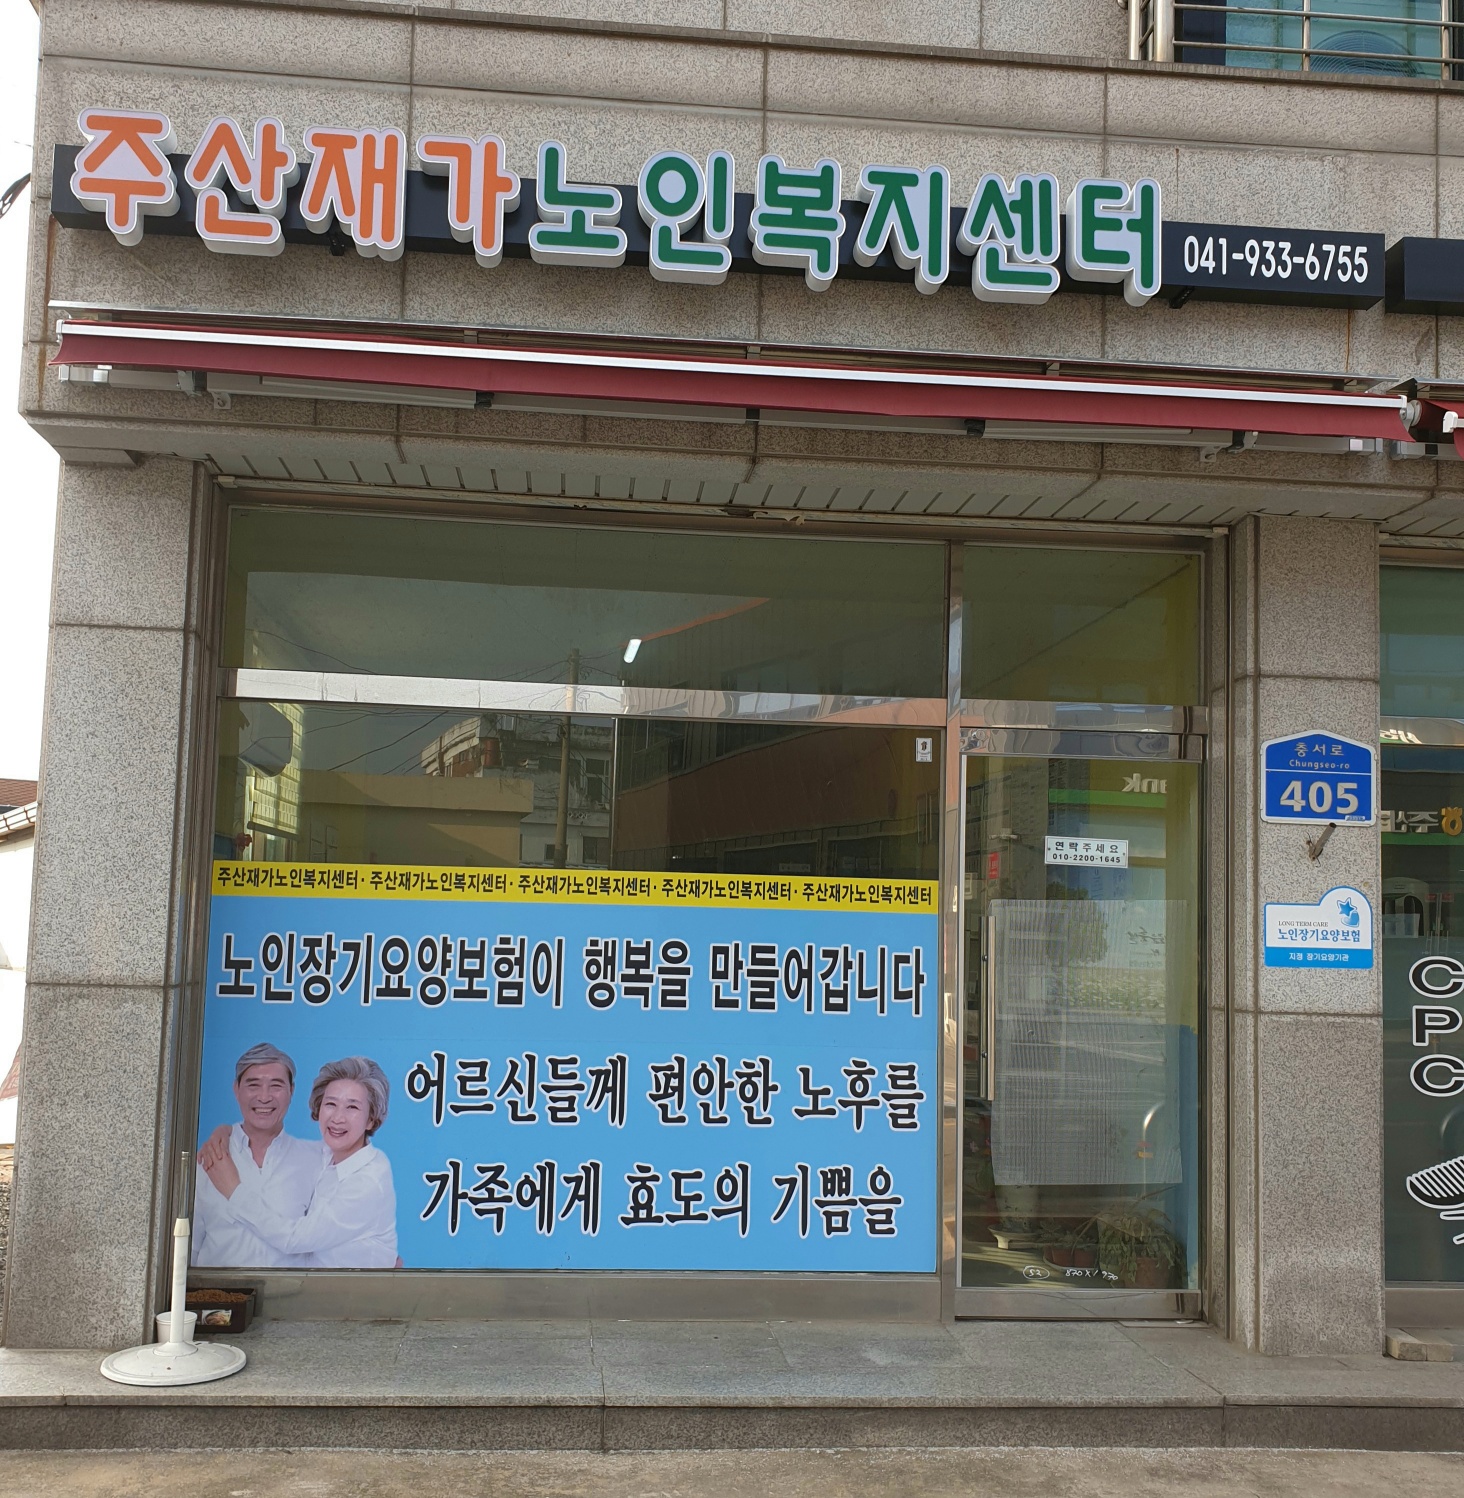 주산재가노인복지센터 041-933-6755
충서로
Chungseo-ro
405
연락주세요
010-2200-1645
주산재가노인복지센터 · 주산재가노인복지센터 · 주산재가노인복지센터 · 주산재가노인복지센터 · 주산재가노인복지센터
노인장기요양보험이 행복을 만들어갑니다
어르신들께 편안한 노후를
가족에게 효도의 기쁨을
LONG TERM CARE
노인장기요양보험
지정 장기요양기관
C
P
C
52 870 X 1970